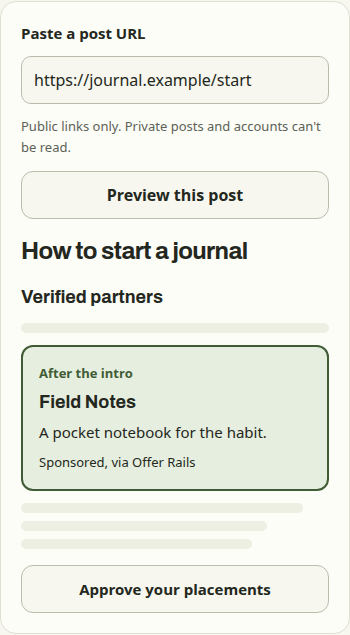 Paste a post URL
https://journal.example/start
Public links only. Private posts and accounts can't
be read.
Preview this post
How to start a journal
Verified partners
After the intro
Field Notes
A pocket notebook for the habit.
Sponsored, via Offer Rails
Approve your placements